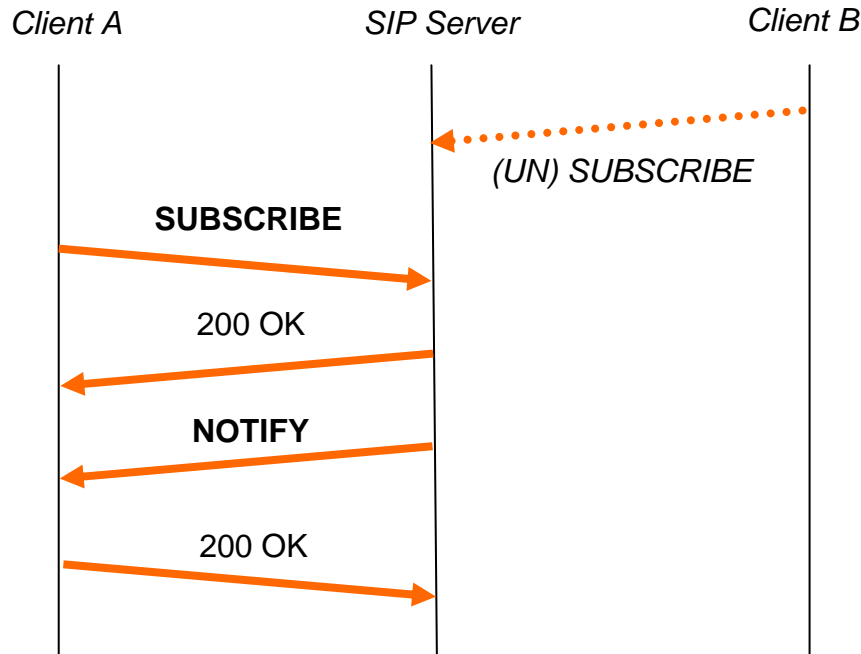 Client A
SIP Server
Client B
(UN) SUBSCRIBE
SUBSCRIBE
200 OK
NOTIFY
200 OK